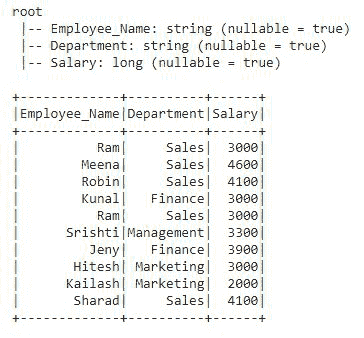 root
 |-- Employee_Name: string (nullable = true)
 |-- Department: string (nullable = true)
 |-- Salary: long (nullable = true)

+-------------+----------+------+
|Employee_Name|Department|Salary|
+-------------+----------+------+
|          Ram|     Sales|  3000|
|        Meena|     Sales|  4600|
|        Robin|     Sales|  4100|
|        Kunal|   Finance|  3000|
|          Ram|     Sales|  3000|
|      Srishti|Management|  3300|
|         Jeny|   Finance|  3900|
|       Hitesh| Marketing|  3000|
|      Kailash| Marketing|  2000|
|       Sharad|     Sales|  4100|
+-------------+----------+------+